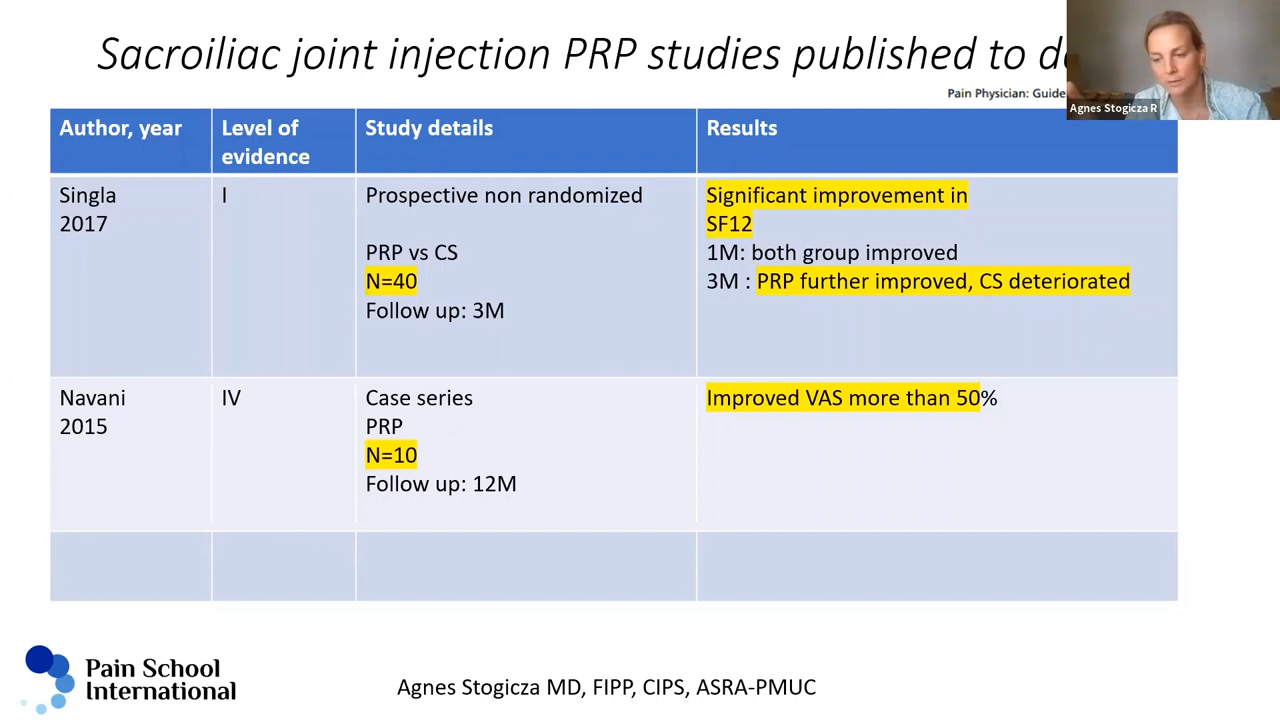 Sacroiliac joint injection PRP studies published to
Pain Physician:
Agnes Stogicza R
Author, year
Level of
evidence
Study details
Results
Singla
2017
I
Prospective non randomized
PRP vs CS
N=40
Follow up: 3M
Significant improvement in
SF12
1M: both group improved
3M : PRP further improved, CS deteriorated
Navani
2015
IV
Case series
PRP
N=10
Follow up: 12M
Improved VAS more than 50%
Pain School
International
Agnes Stogicza MD, FIPP, CIPS, ASRA-PMUC